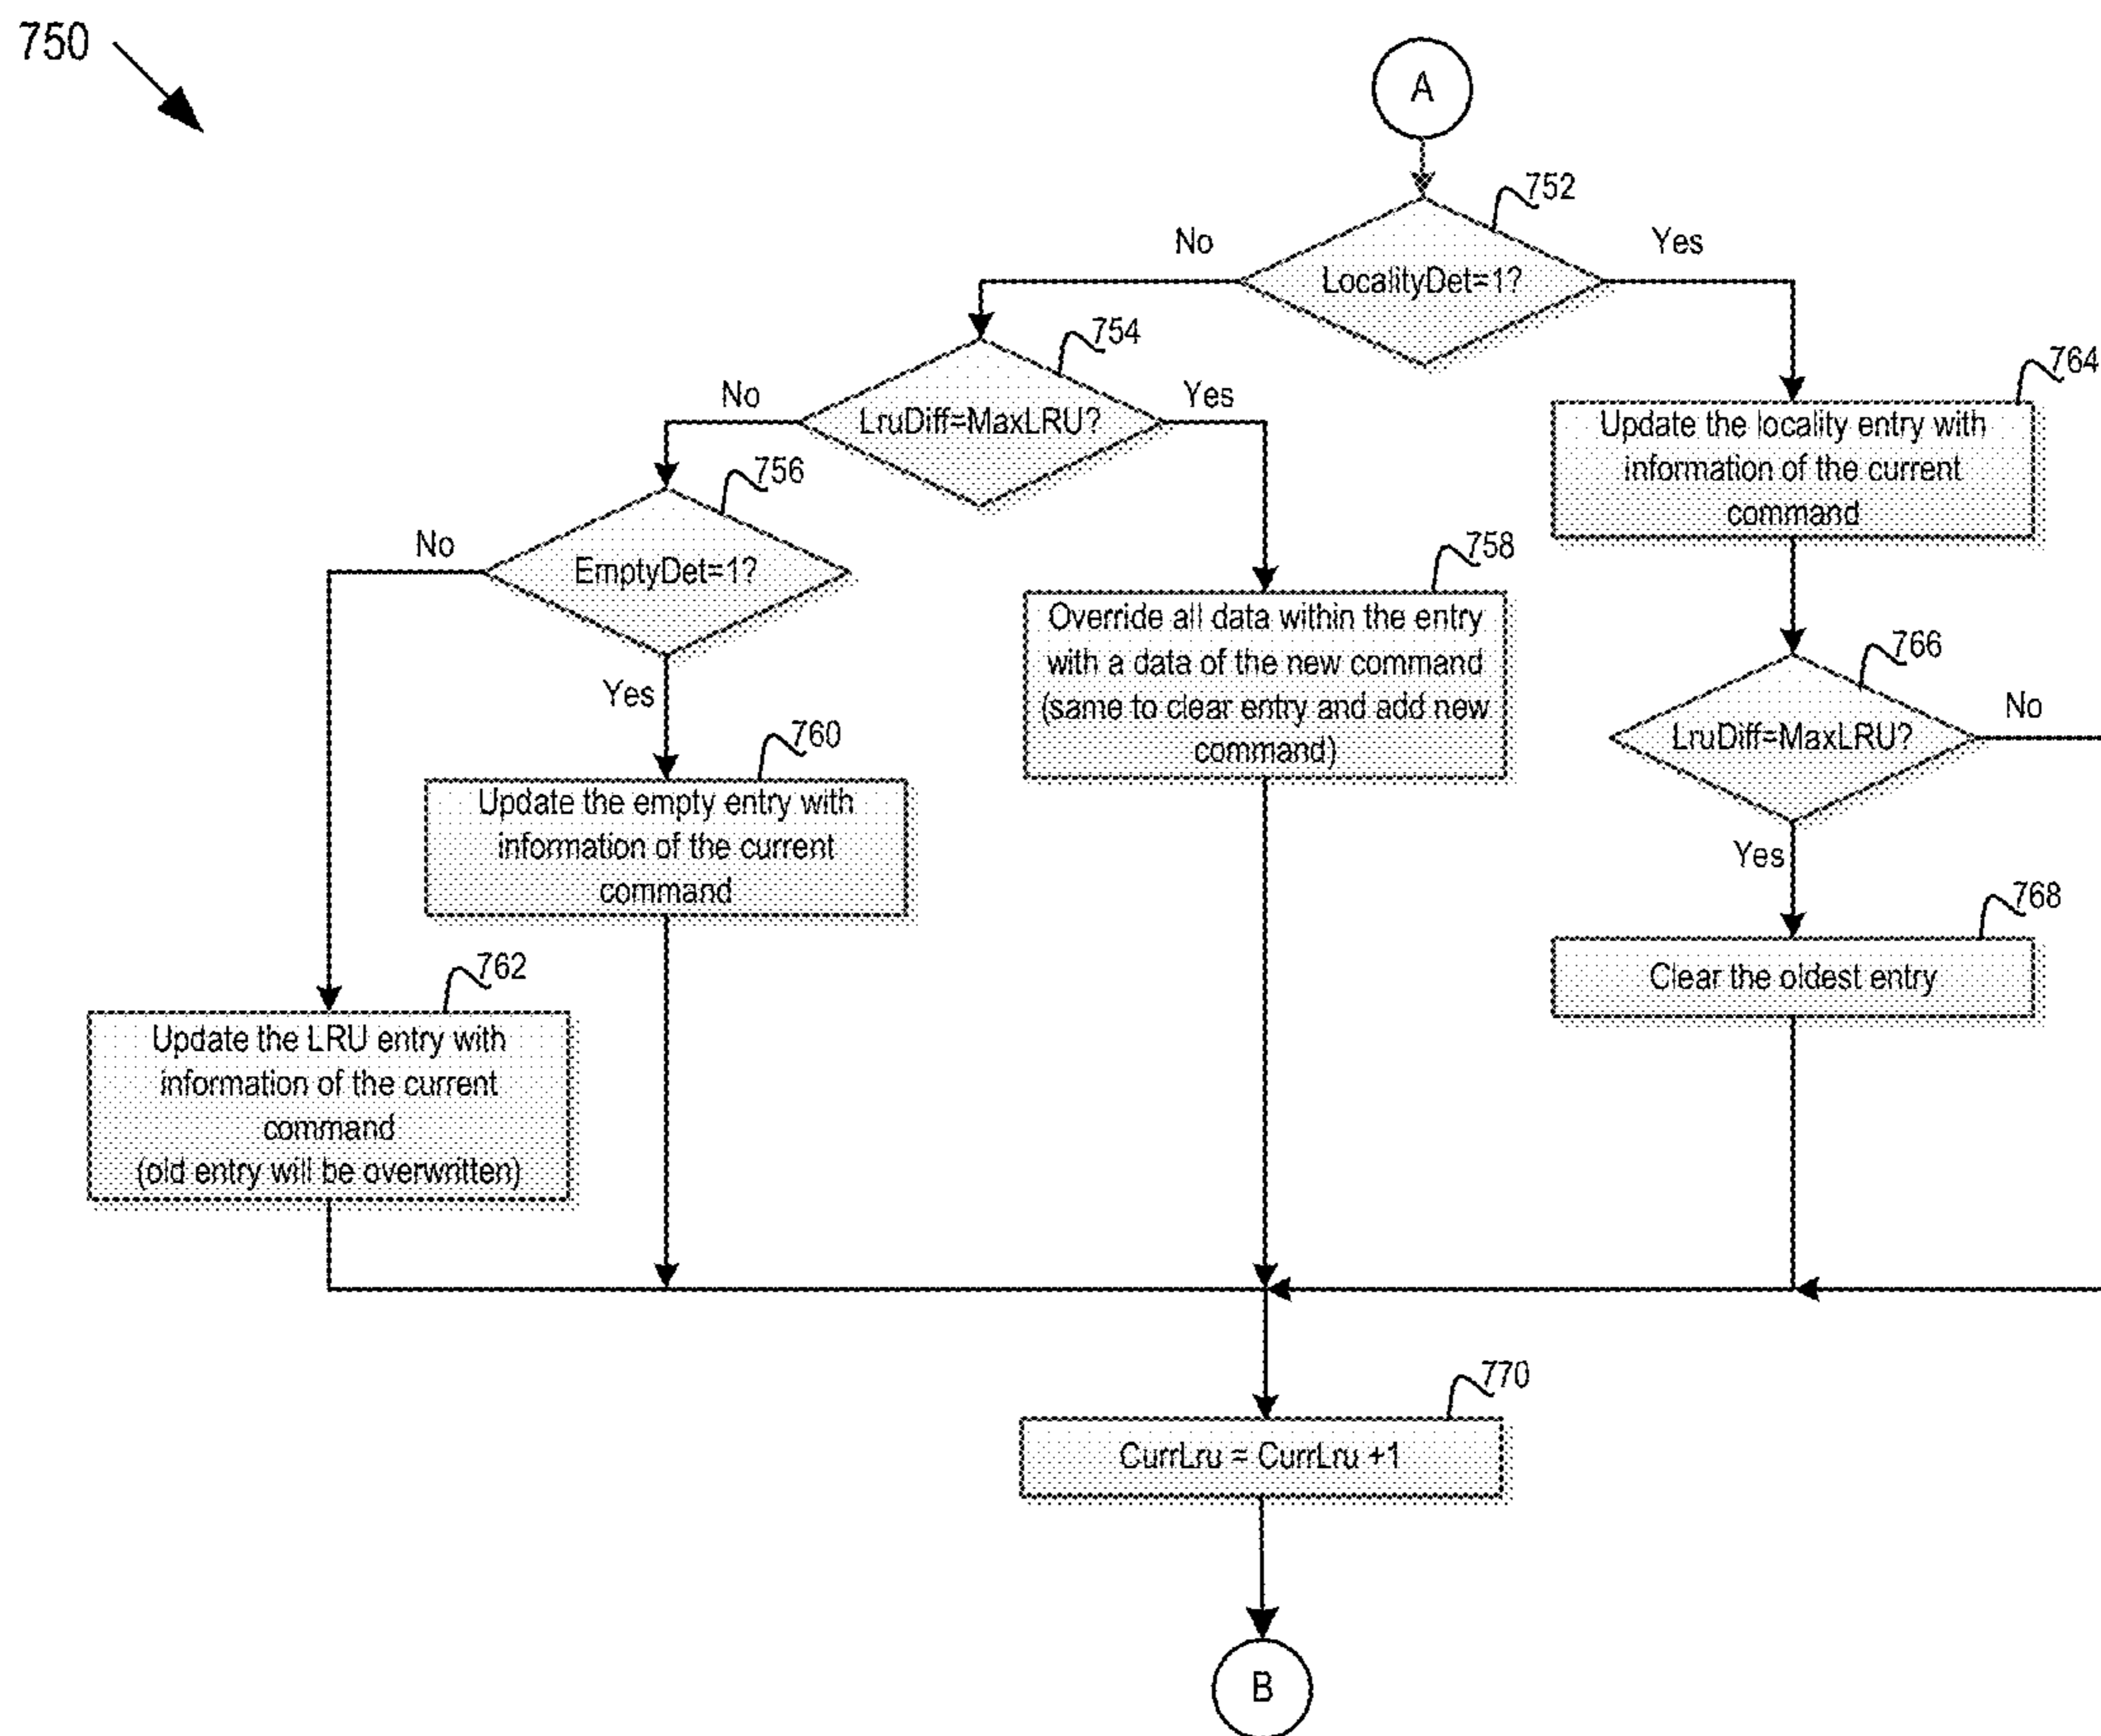 750
A
752
No
Yes
LocalityDet=1?
754
764
No
Yes
LruDiff=MaxLRU?
Update the locality entry with
information of the current
command
756
No
EmptyDet=1?
758
Override all data within the entry
with a data of the new command
(same to clear entry and add new
command)
766
No
LruDiff=MaxLRU?
Yes
Yes
760
Update the empty entry with
information of the current
command
768
Clear the oldest entry
762
Update the LRU entry with
information of the current
command
(old entry will be overwritten)
770
CurrLru = CurrLru +1
B